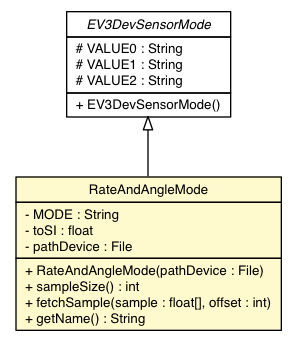 EV3DevSensorMode
# VALUE0 : String
# VALUE1 : String
# VALUE2 : String
+ EV3DevSensorMode()
RateAndAngleMode
- MODE : String
- toSI : float
- pathDevice : File
+ RateAndAngleMode(pathDevice : File)
+ sampleSize() : int
+ fetchSample(sample : float[], offset : int)
+ getName() : String